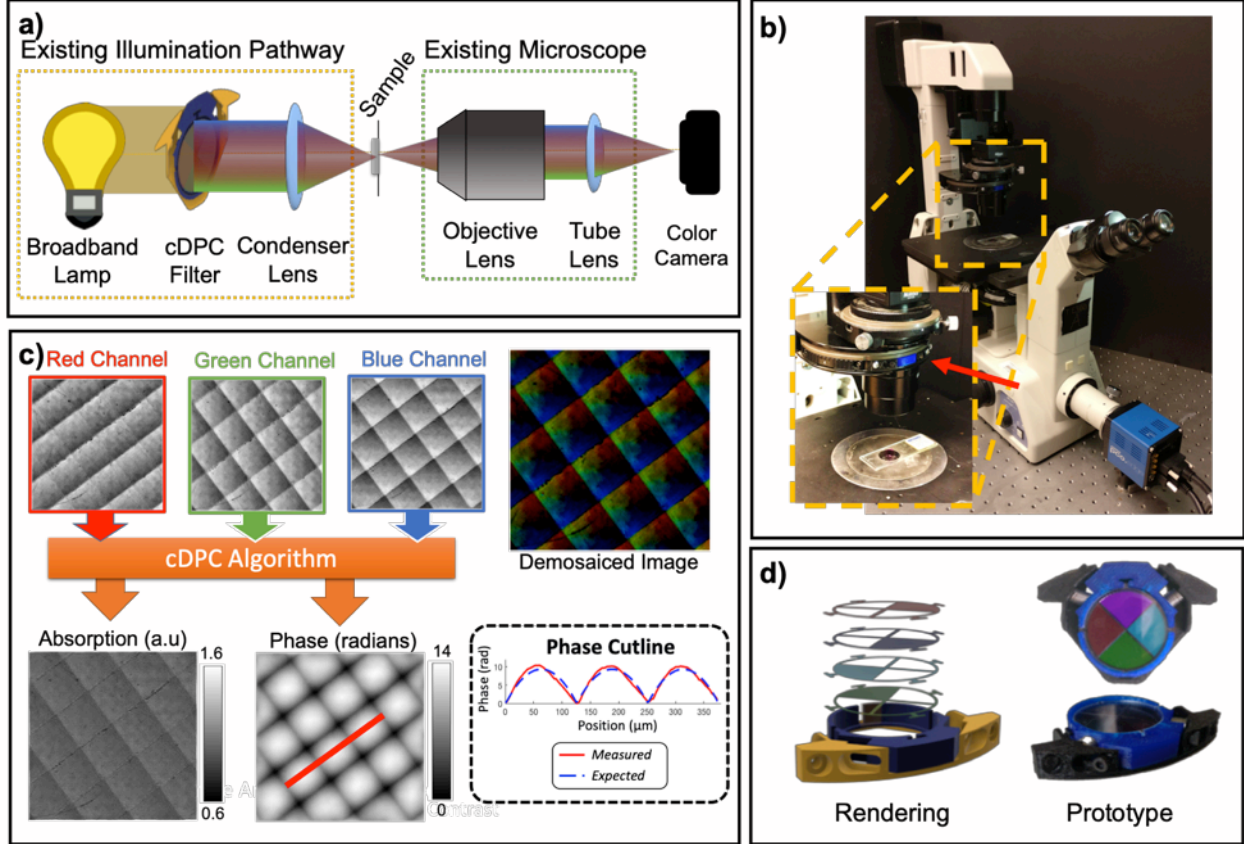 a)
Existing Illumination Pathway
Existing Microscope
Sample
Broadband
Lamp
cDPC
Filter
Condenser
Lens
Objective
Lens
Tube
Lens
Color
Camera
b)
c)
Red Channel
Green Channel
Blue Channel
cDPC Algorithm
Demosaiced Image
Absorption (a.u)
1.6
0.6
Phase (radians)
14
0
ontrast
Phase Cutline
Phase (rad)
10
5
0
0
50
100
150
200
250
300
350
Position (µm)
Measured
Expected
d)
Rendering
Prototype